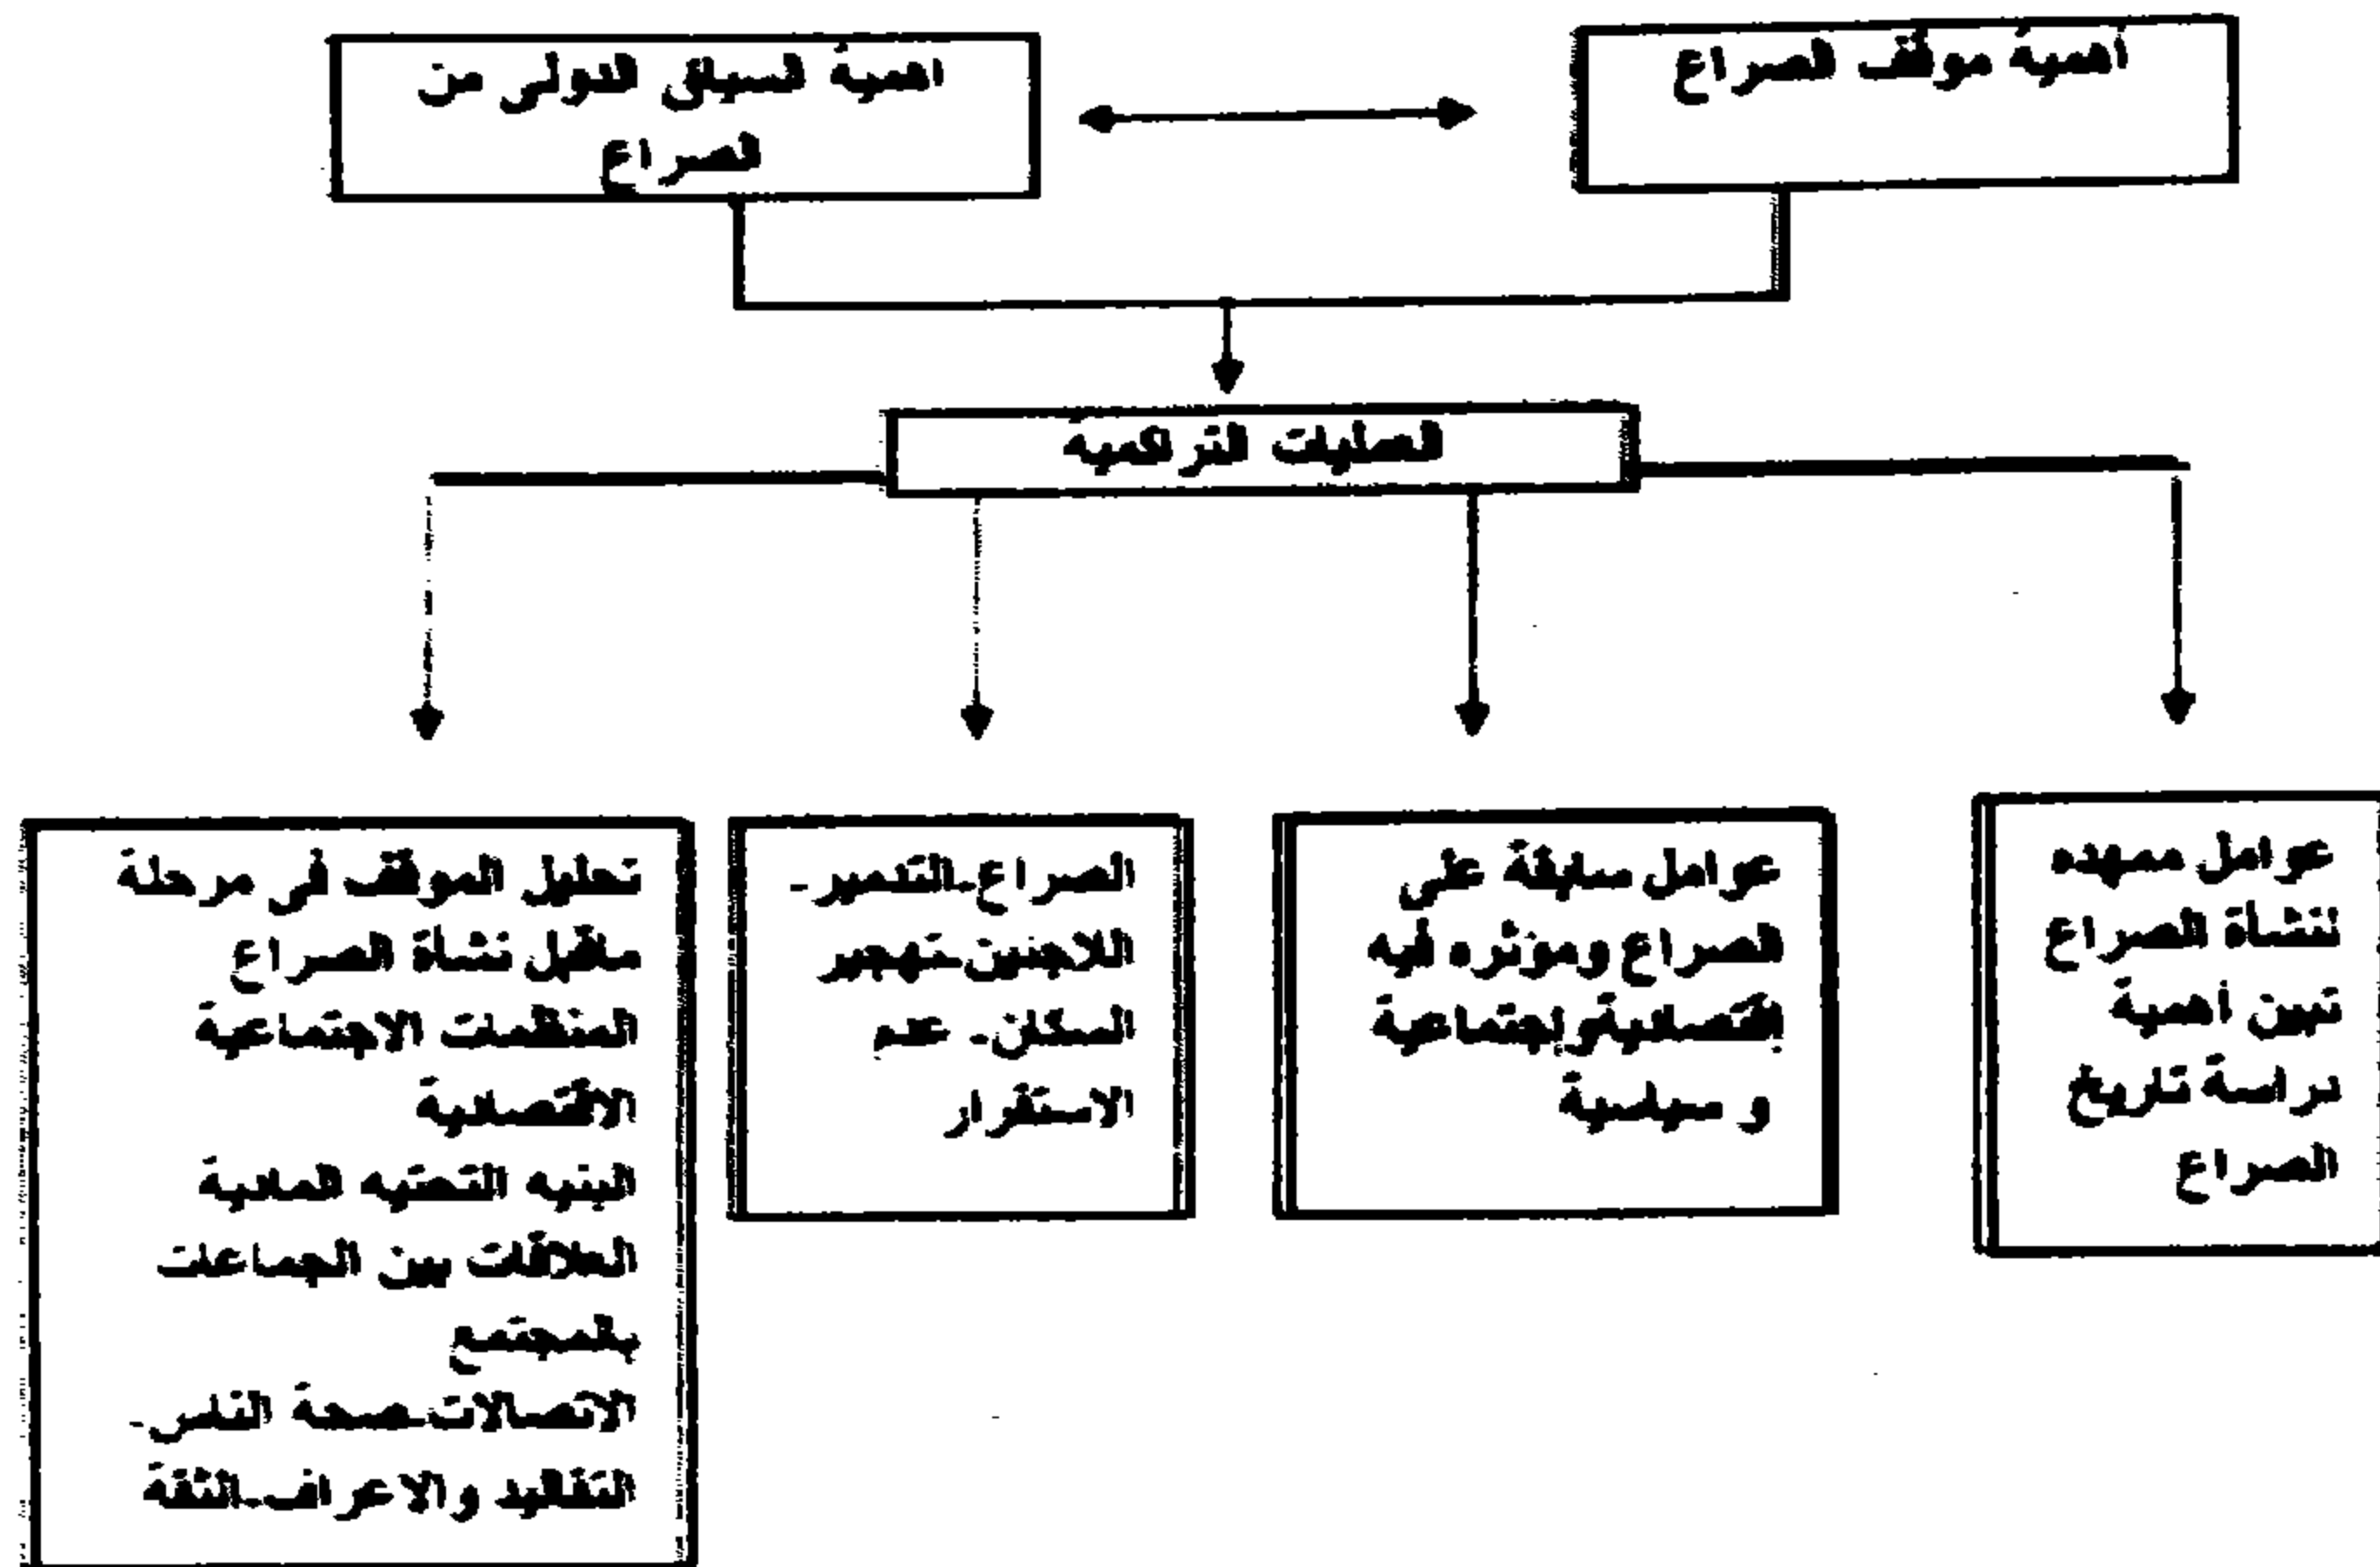 أهمية موقف الصراع
اهمية السياق الدولي من
الصراع
العمليات التراكمية
عوامل ممهده
لنشأة الصراع
تبين أهمية
دراسة تاريخ
الصراع
عوامل سابقة على
الصراع ومؤثره فيه
إقتصادية،إجتماعية
و سياسية
الصراع-التدمير-
اللاجئين-تهجير
السكان- عدم
الاستقرار
تحليل الموقف في مرحلة
ماقبل نشأة الصراع
المنظمات الاجتماعية
الاقتصادية
البنيه التحتيه المادية
العلاقات بين الجماعات
بالمجتمع
الاتصالات-صحة الناس-
التقاليد والاعراف-الثقة